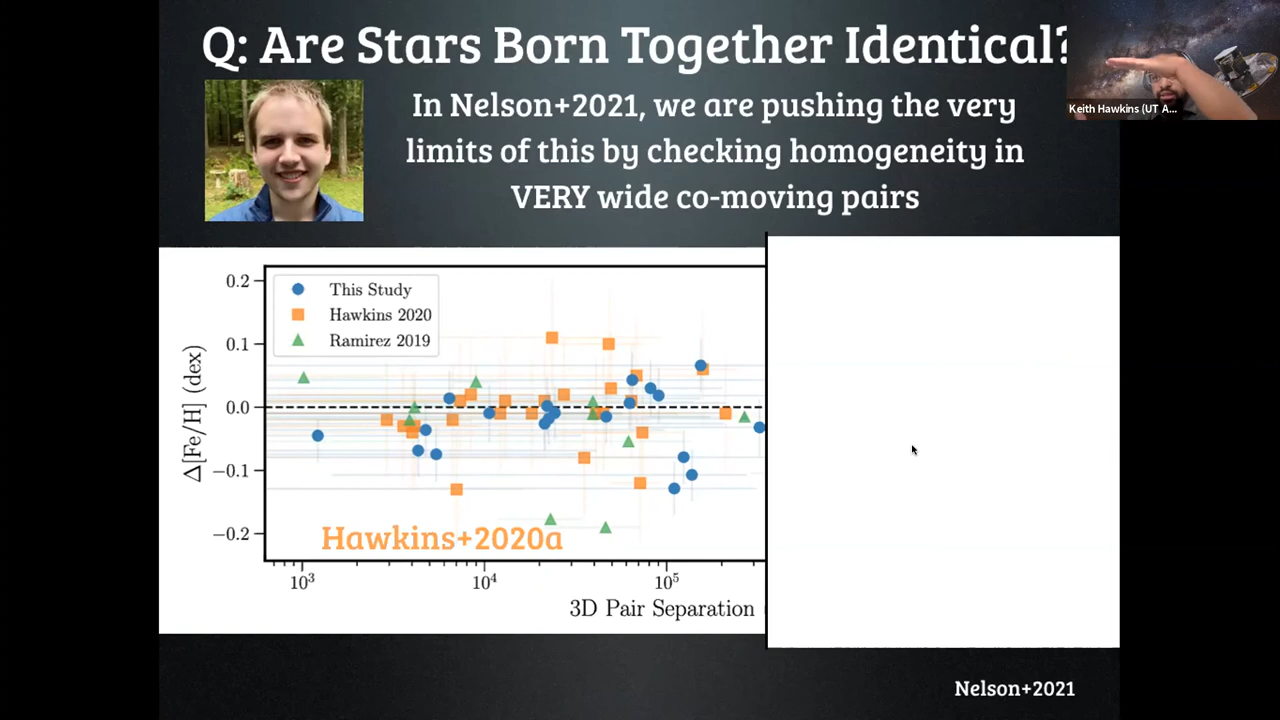 Q: Are Stars Born Together Identical?
Keith Hawkins (UT A...
In Nelson+2021, we are pushing the very
limits of this by checking homogeneity in
VERY wide co-moving pairs
This Study
Hawkins 2020
Ramirez 2019
0.2
0.1
0.0
−0.1
−0.2
Δ[Fe/H] (dex)
Hawkins+2020a
10³ 10⁴ 10⁵
3D Pair Separation
Nelson+2021